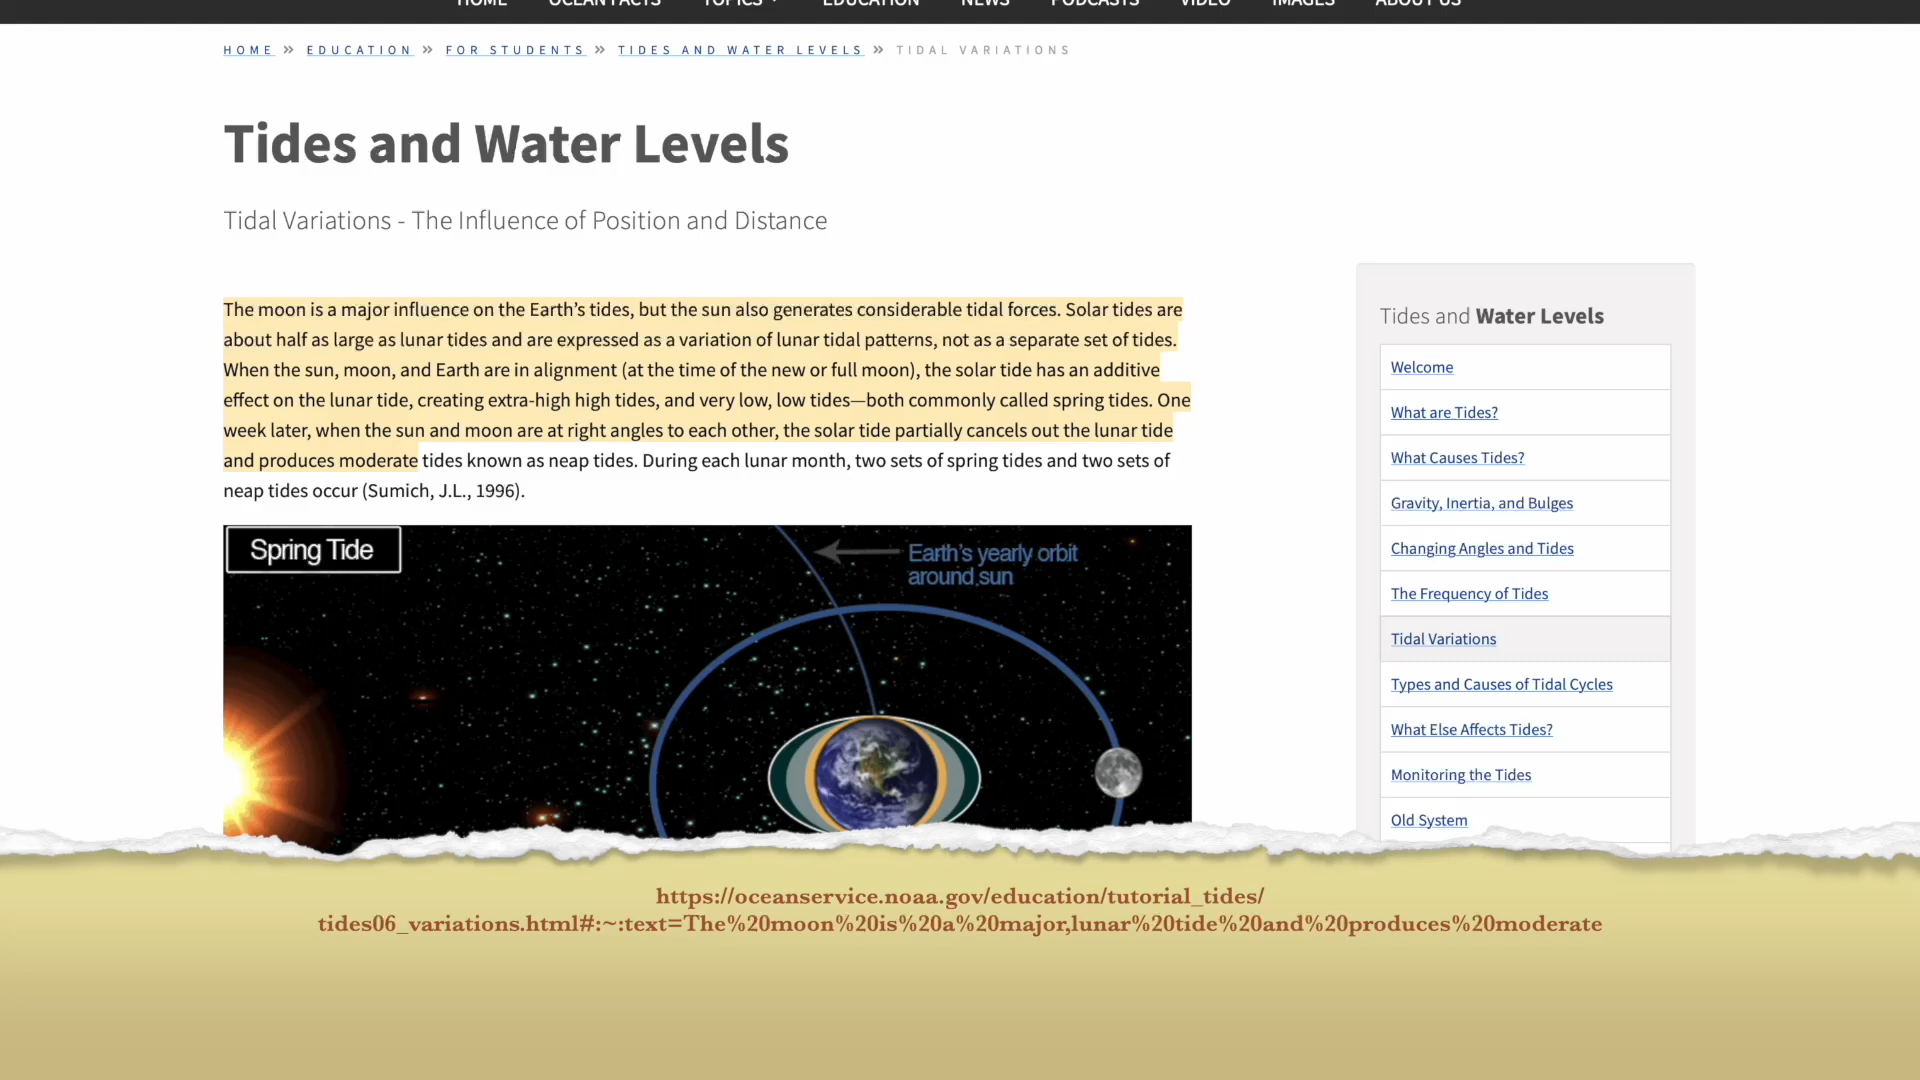 HOME OCEAN FACTS TOPICS EDUCATION NEWS PODCASTS VIDEO IMAGES ABOUT US
HOME » EDUCATION » FOR STUDENTS » TIDES AND WATER LEVELS » TIDAL VARIATIONS
Tides and Water Levels
Tidal Variations - The Influence of Position and Distance
The moon is a major influence on the Earth’s tides, but the sun also generates considerable tidal forces. Solar tides are
about half as large as lunar tides and are expressed as a variation of lunar tidal patterns, not as a separate set of tides.
When the sun, moon, and Earth are in alignment (at the time of the new or full moon), the solar tide has an additive
effect on the lunar tide, creating extra-high high tides, and very low, low tides—both commonly called spring tides. One
week later, when the sun and moon are at right angles to each other, the solar tide partially cancels out the lunar tide
and produces moderate tides known as neap tides. During each lunar month, two sets of spring tides and two sets of
neap tides occur (Sumich, J.L., 1996).
Spring Tide
Earth's yearly orbit
around sun
Tides and Water Levels
Welcome
What are Tides?
What Causes Tides?
Gravity, Inertia, and Bulges
Changing Angles and Tides
The Frequency of Tides
Tidal Variations
Types and Causes of Tidal Cycles
What Else Affects Tides?
Monitoring the Tides
Old System
https://oceanservice.noaa.gov/education/tutorial_tides/
tides06_variations.html#:~:text=The%20moon%20is%20a%20major,lunar%20tide%20and%20produces%20moderate